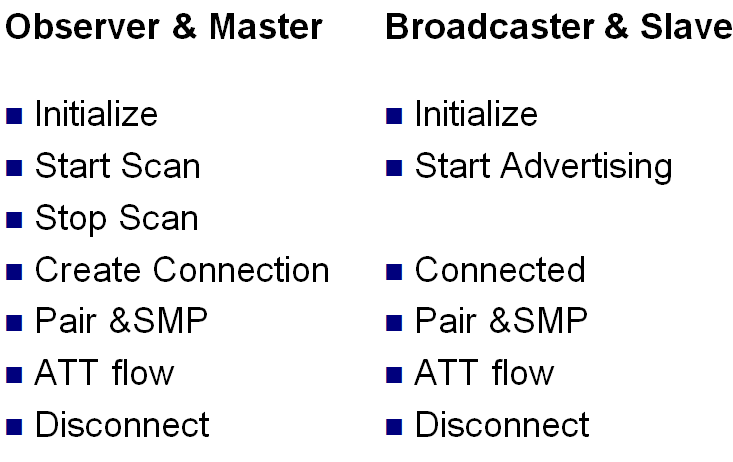 Observer & Master
Initialize
Start Scan
Stop Scan
Create Connection
Pair &SMP
ATT flow
Disconnect
Broadcaster & Slave
Initialize
Start Advertising
Connected
Pair &SMP
ATT flow
Disconnect